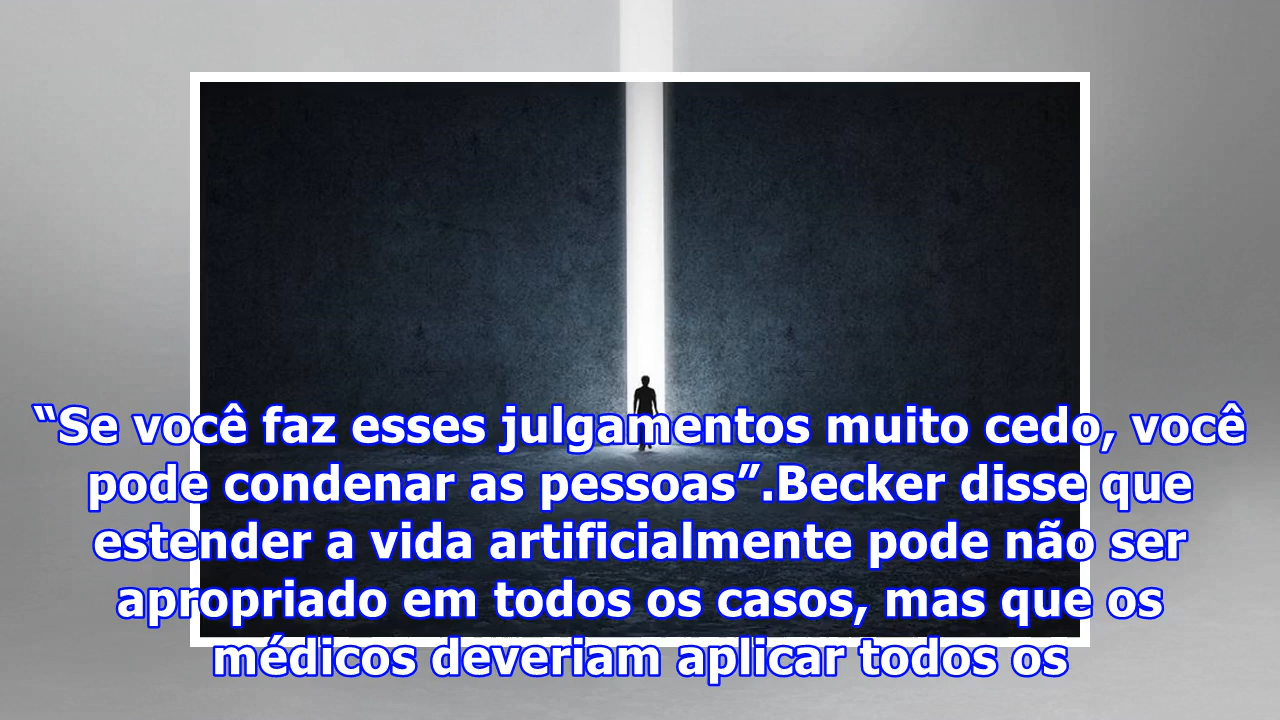 “Se você faz esses julgamentos muito cedo, você
pode condenar as pessoas”.Becker disse que
estender a vida artificialmente pode não ser
apropriado em todos os casos, mas que os
médicos deveriam aplicar todos os